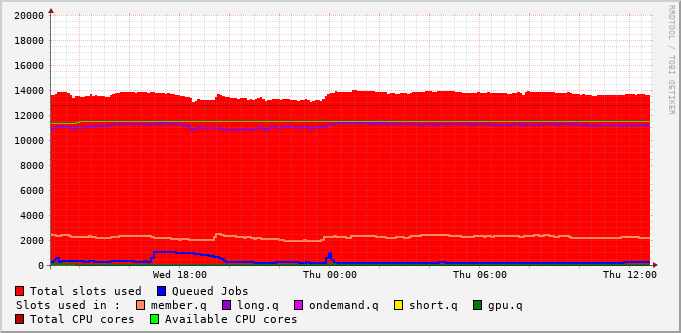 20000
18000
16000
14000
12000
10000
8000
6000
4000
2000
0
Wed 18:00 Thu 00:00 Thu 06:00 Thu 12:00
RRDTOOL / TOBI OETIKER
Total slots used Queued Jobs
Slots used in : member.q long.q ondemand.q short.q gpu.q
Total CPU cores Available CPU cores